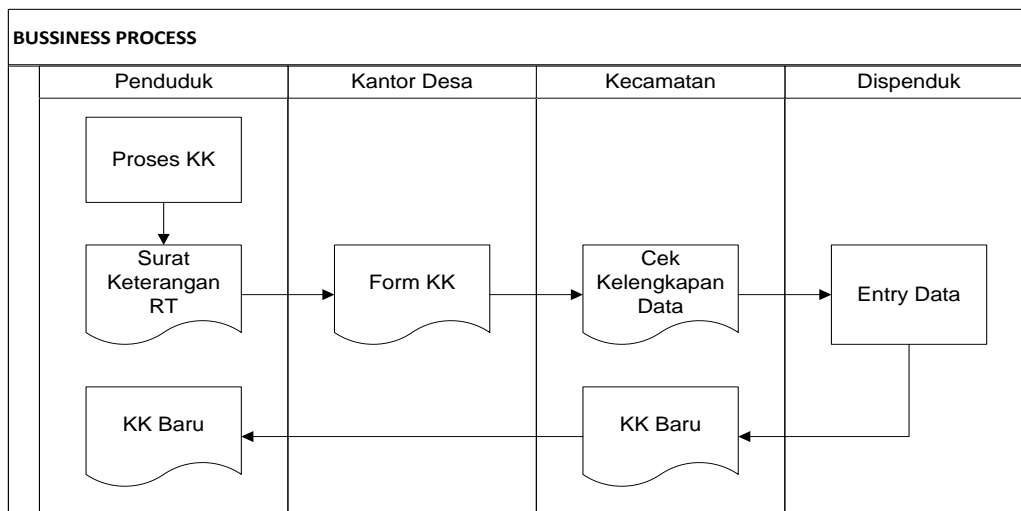 BUSSINESS PROCESS
Penduduk
Kantor Desa
Kecamatan
Dispenduk
Proses KK
Surat
Keterangan
RT
Form KK
Cek
Kelengkapan
Data
Entry Data
KK Baru
KK Baru